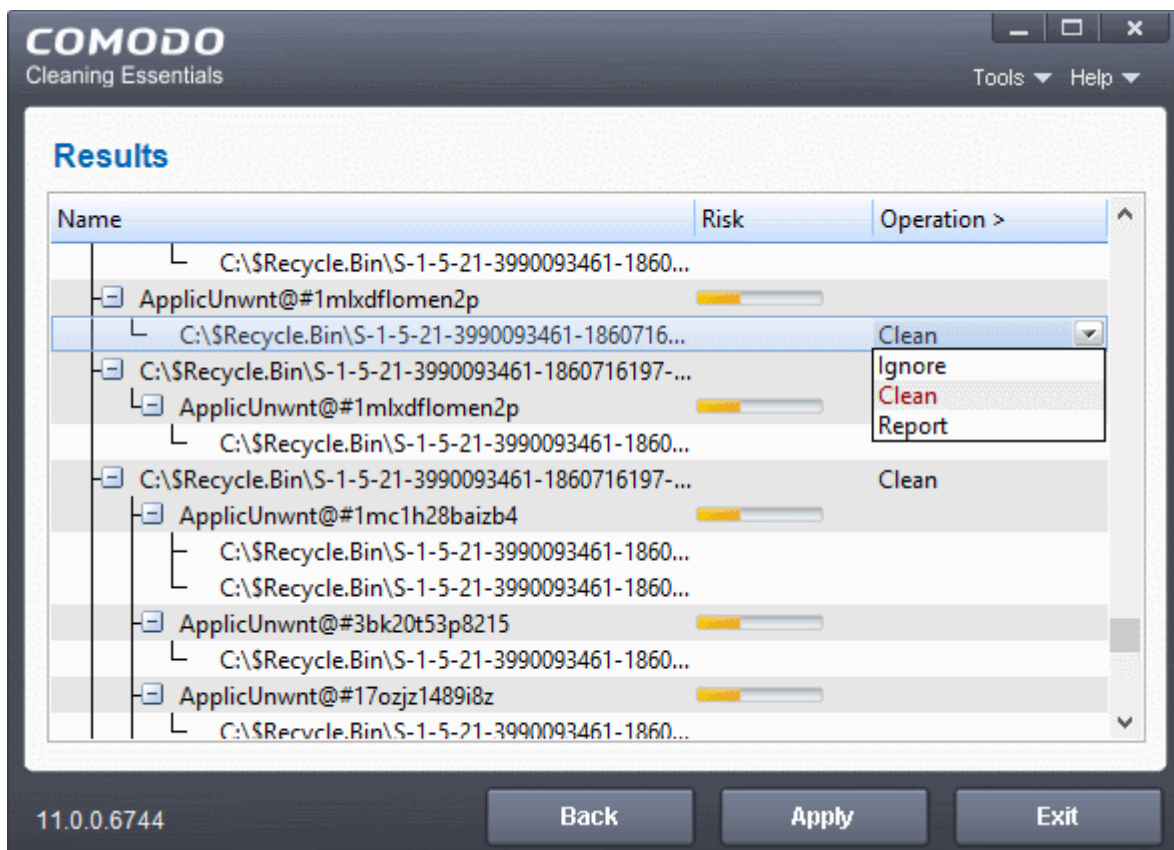 COMODO
Cleaning Essentials
Tools Help
Results
Name Risk Operation >
C:\$Recycle.Bin\S-1-5-21-3990093461-1860...
ApplicUnwnt@#1mlxdflomen2p
C:\$Recycle.Bin\S-1-5-21-3990093461-1860716... Clean
Ignore
Clean
Report
C:\$Recycle.Bin\S-1-5-21-3990093461-1860716197-...
ApplicUnwnt@#1mlxdflomen2p
C:\$Recycle.Bin\S-1-5-21-3990093461-1860...
C:\$Recycle.Bin\S-1-5-21-3990093461-1860716197-... Clean
ApplicUnwnt@#1mc1h28baizb4
C:\$Recycle.Bin\S-1-5-21-3990093461-1860...
C:\$Recycle.Bin\S-1-5-21-3990093461-1860...
ApplicUnwnt@#3bk20t53p8215
C:\$Recycle.Bin\S-1-5-21-3990093461-1860...
ApplicUnwnt@#17ozjz1489i8z
C:\$Recycle.Bin\S-1-5-21-3990093461-1860...
11.0.0.6744 Back Apply Exit